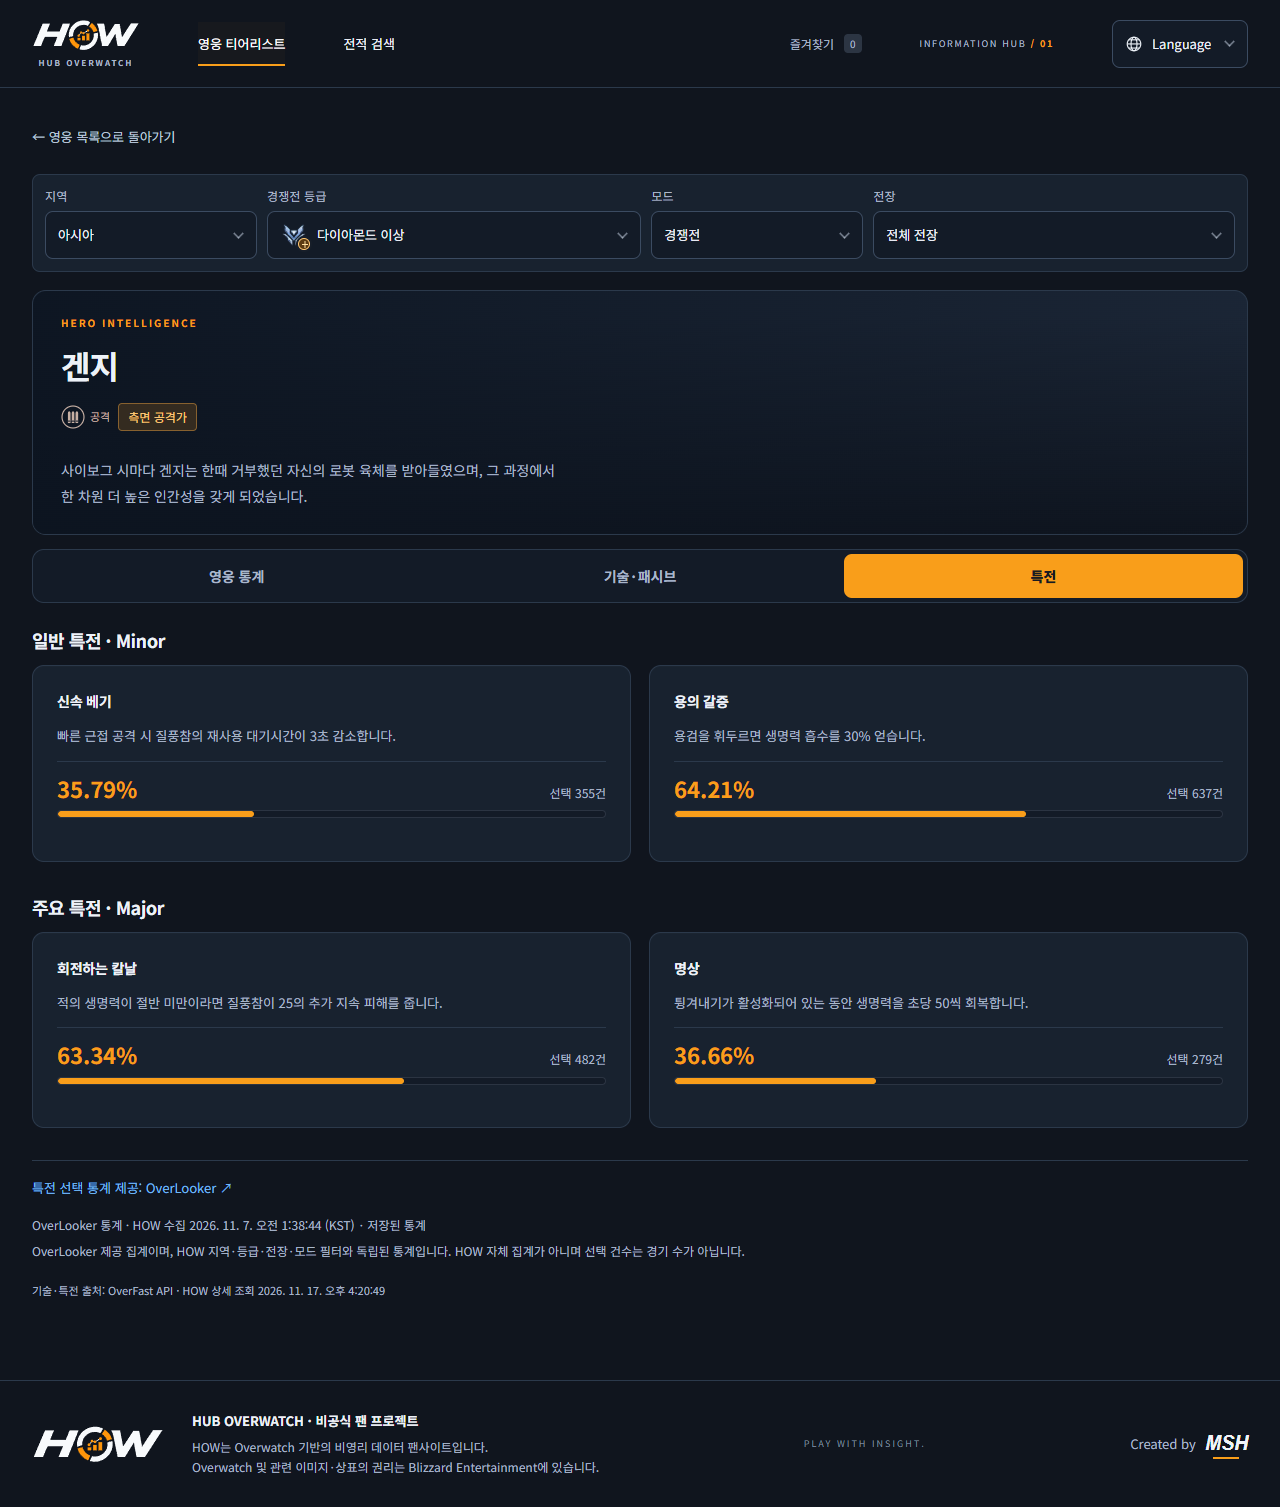 HOW
HUB OVERWATCH
영웅 티어리스트
전적 검색
즐겨찾기 0
INFORMATION HUB / 01
Language
← 영웅 목록으로 돌아가기
지역
경쟁전 등급
모드
전장
아시아
다이아몬드 이상
경쟁전
전체 전장
HERO INTELLIGENCE
겐지
공격
측면 공격가
사이보그 시마다 겐지는 한때 거부했던 자신의 로봇 육체를 받아들였으며, 그 과정에서
한 차원 더 높은 인간성을 갖게 되었습니다.
영웅 통계
기술·패시브
특전
일반 특전 · Minor
신속 베기
빠른 근접 공격 시 질풍참의 재사용 대기시간이 3초 감소합니다.
35.79%
선택 355건
용의 갈증
용검을 휘두르면 생명력 흡수를 30% 얻습니다.
64.21%
선택 637건
주요 특전 · Major
회전하는 칼날
적의 생명력이 절반 미만이라면 질풍참이 25의 추가 지속 피해를 줍니다.
63.34%
선택 482건
명상
튕겨내기가 활성화되어 있는 동안 생명력을 초당 50씩 회복합니다.
36.66%
선택 279건
특전 선택 통계 제공: OverLooker ↗
OverLooker 통계 · HOW 수집 2026. 11. 7. 오전 1:38:44 (KST) · 저장된 통계
OverLooker 제공 집계이며, HOW 지역·등급·전장·모드 필터와 독립된 통계입니다. HOW 자체 집계가 아니며 선택 건수는 경기 수가 아닙니다.
기술·특전 출처: OverFast API · HOW 상세 조회 2026. 11. 17. 오후 4:20:49
HOW
HUB OVERWATCH · 비공식 팬 프로젝트
HOW는 Overwatch 기반의 비영리 데이터 팬사이트입니다.
Overwatch 및 관련 이미지·상표의 권리는 Blizzard Entertainment에 있습니다.
PLAY WITH INSIGHT.
Created by MSH